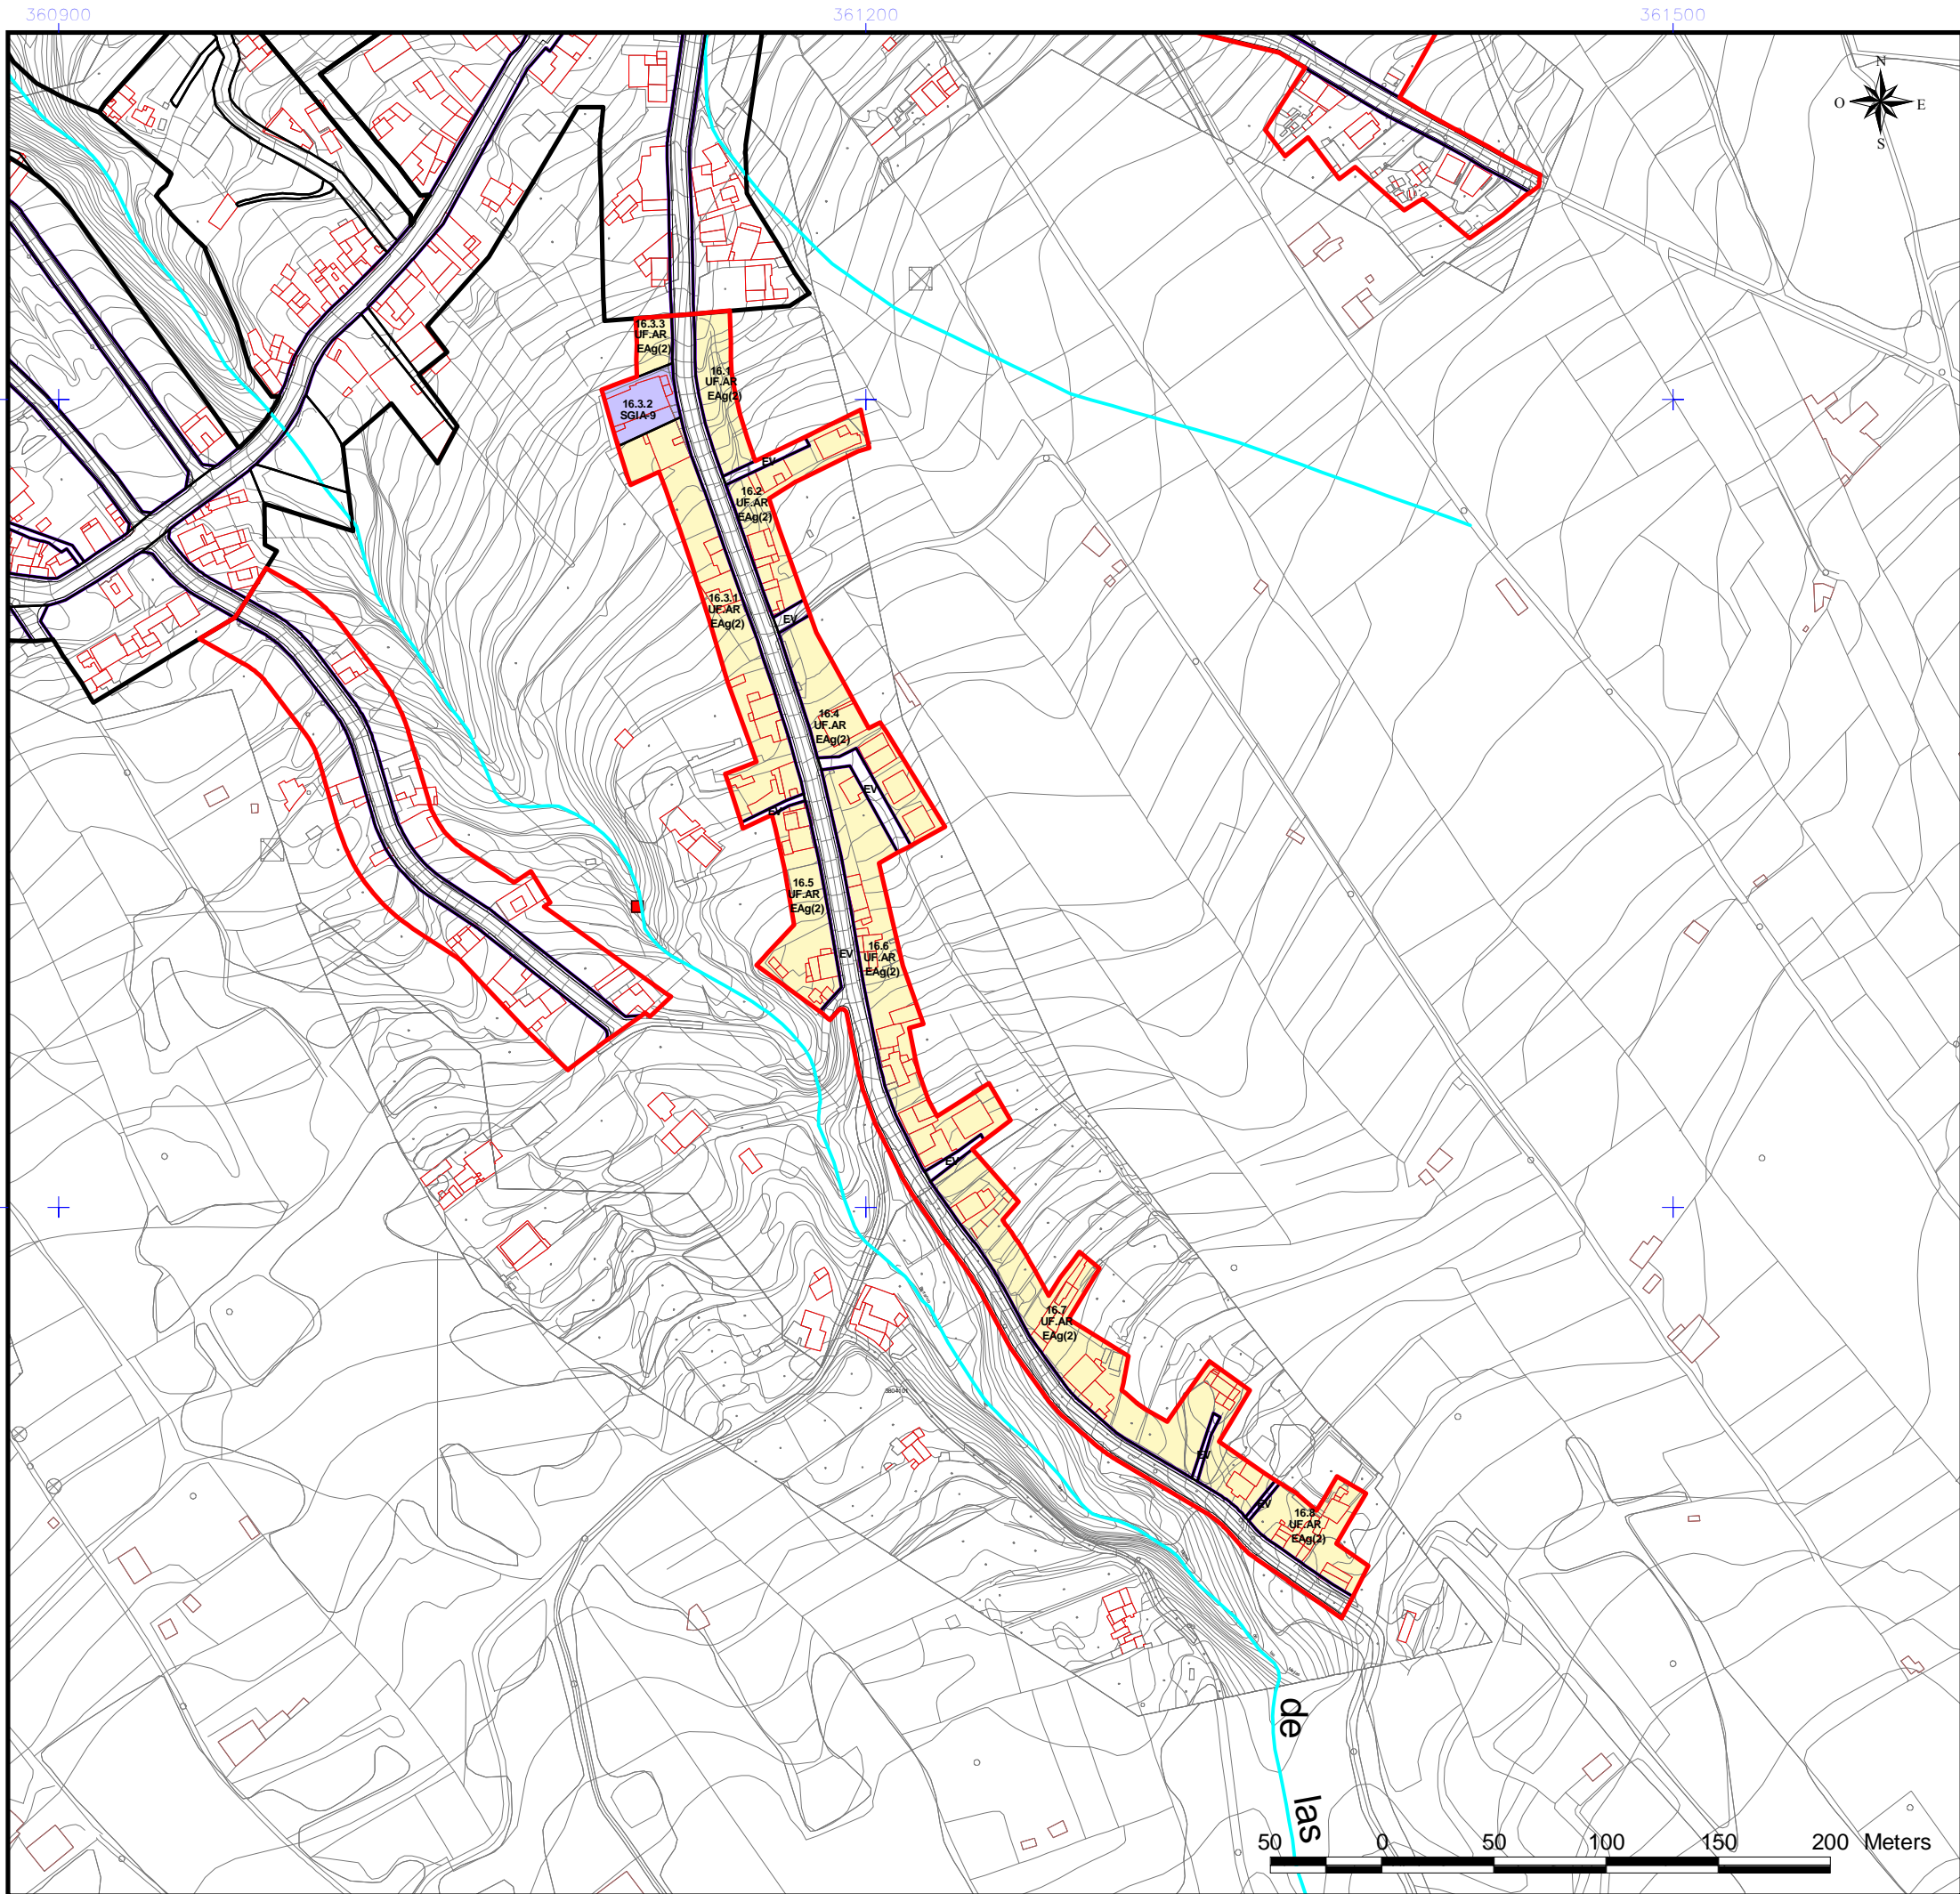 360900
361200
361500
N
O
E
S
16.3.3
UF.AR
EAg(2)
16.1
UF.AR
EAg(2)
16.3.2
SGIA-9
EV
16.2
UF.AR
EAg(2)
16.3.1
UF.AR
EAg(2)
EV
16.4
UF.AR
EAg(2)
EV
EV
16.5
UF.AR
EAg(2)
EV
16.6
UF.AR
EAg(2)
EV
16.7
UF.AR
EAg(2)
EV
EV
16.8
UF.AR
EAg(2)
de
las
50
0
50
100
150
200
Meters